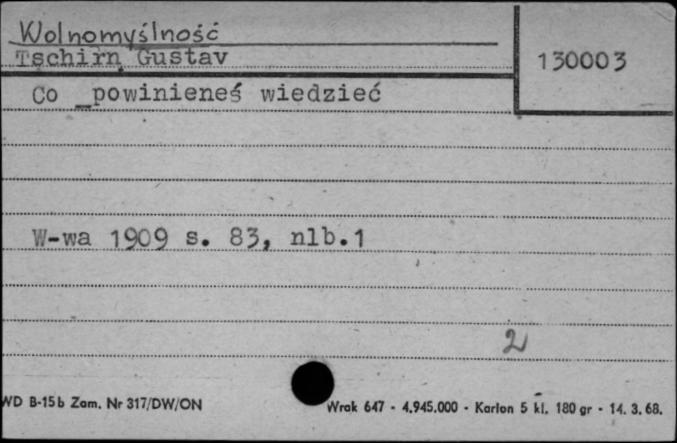 Wolnomyślność
Tschirn Gustav
130003
Co _powinieneś wiedzieć
W-wa 1909 s. 83, nlb.1
2
WD B-15b Zam. Nr 317/DW/ON
Wrak 647 - 4.945.000 - Karton 5 kl. 180 gr - 14. 3. 68.